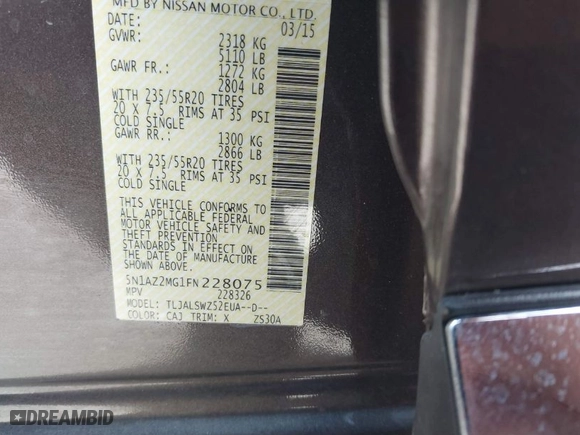 MFD BY NISSAN MOTOR CO., LTD.
DATE: 03/15
GVWR: 2318 KG
5110 LB
GAWR FR.: 1272 KG
2804 LB
WITH 235/55R20 TIRES
20 X 7.5 RIMS AT 35 PSI
COLD SINGLE
GAWR RR.: 1300 KG
2866 LB
WITH 235/55R20 TIRES
20 X 7.5 RIMS AT 35 PSI
COLD SINGLE
THIS VEHICLE CONFORMS TO
ALL APPLICABLE FEDERAL
MOTOR VEHICLE SAFETY AND
THEFT PREVENTION
STANDARDS IN EFFECT ON
THE DATE OF MANUFACTURE
SHOWN ABOVE.
5N1AZ2MG1FN228075
MPV 228326
MODEL: TLJALSWZ52EUA--D--
COLOR: CAJ TRIM: X ZS30A
DREAMBID